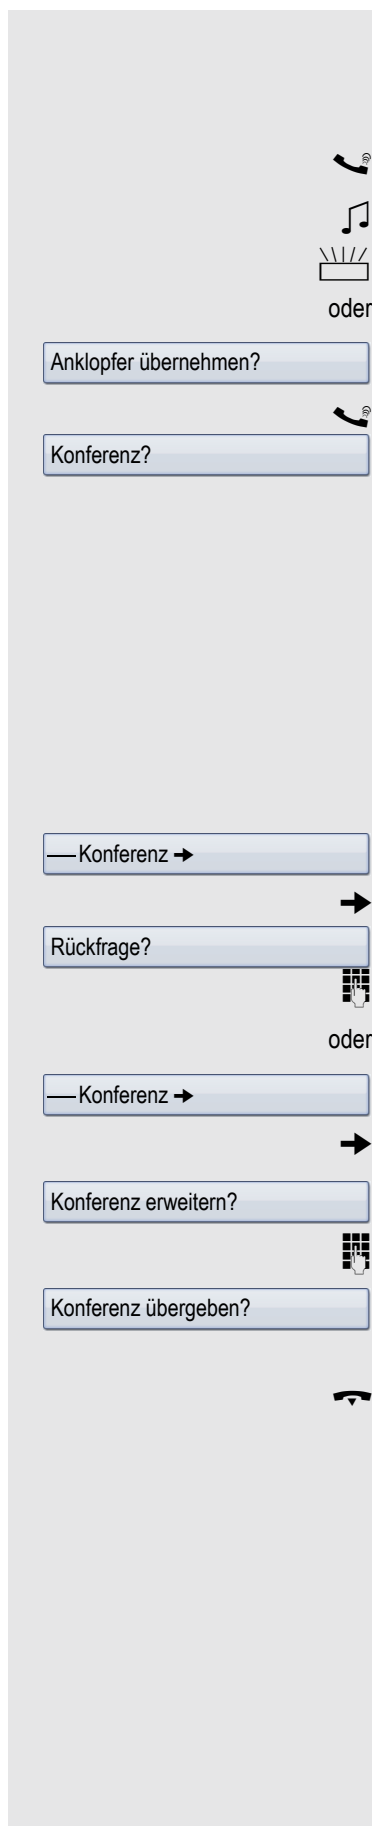 oder
Anklopfer übernehmen?
Konferenz?
Konferenz →
Rückfrage?
oder
Konferenz →
Konferenz erweitern?
Konferenz übergeben?